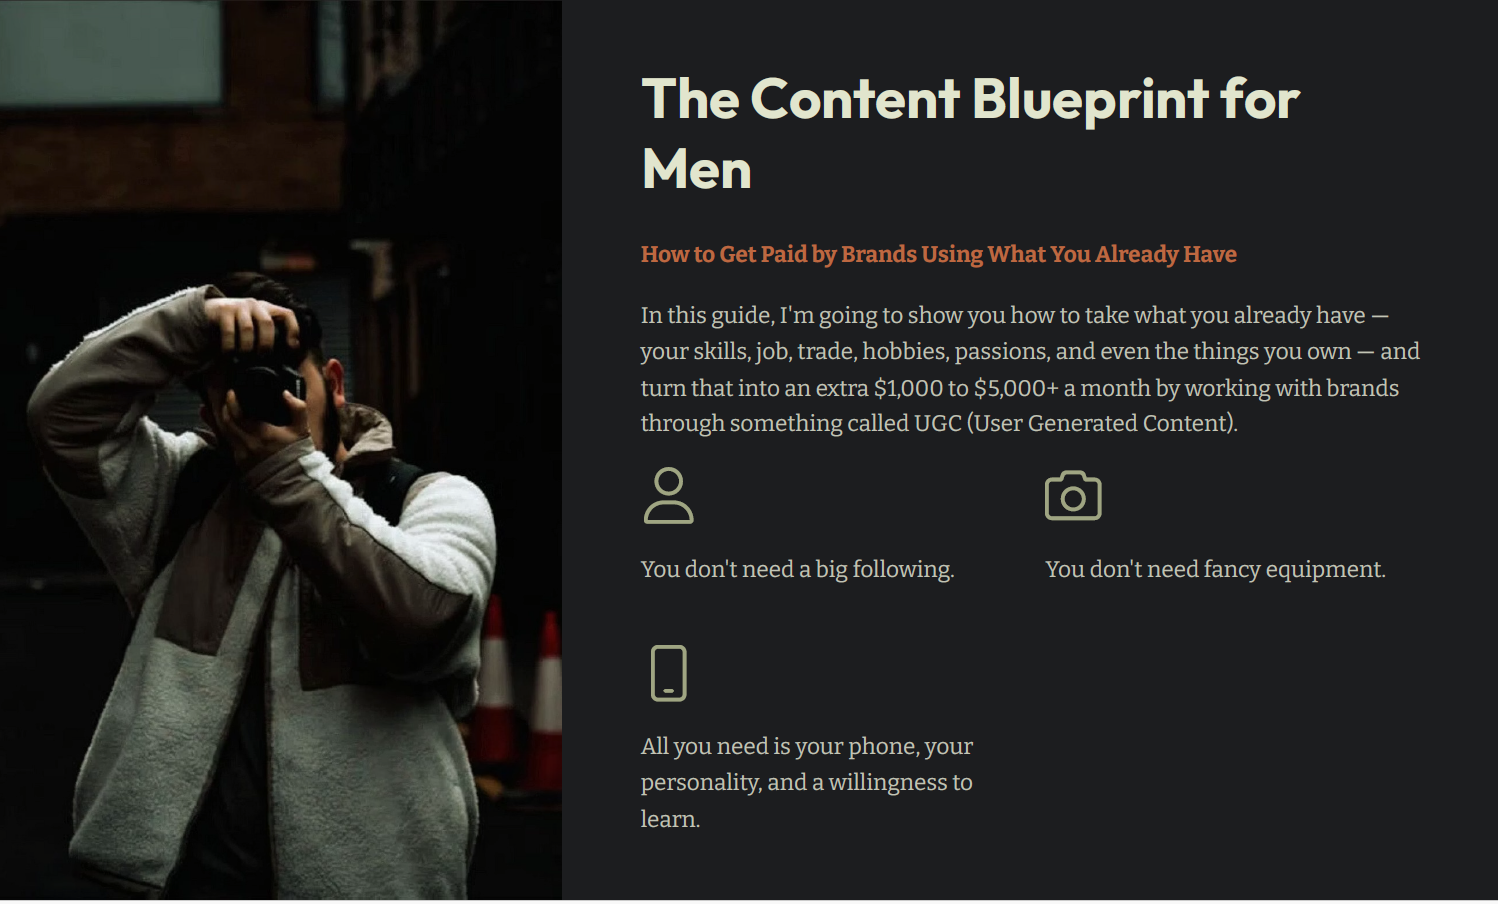 The Content Blueprint for
Men
How to Get Paid by Brands Using What You Already Have
In this guide, I'm going to show you how to take what you already have —
your skills, job, trade, hobbies, passions, and even the things you own — and
turn that into an extra $1,000 to $5,000+ a month by working with brands
through something called UGC (User Generated Content).
You don't need a big following.
You don't need fancy equipment.
All you need is your phone, your
personality, and a willingness to
learn.